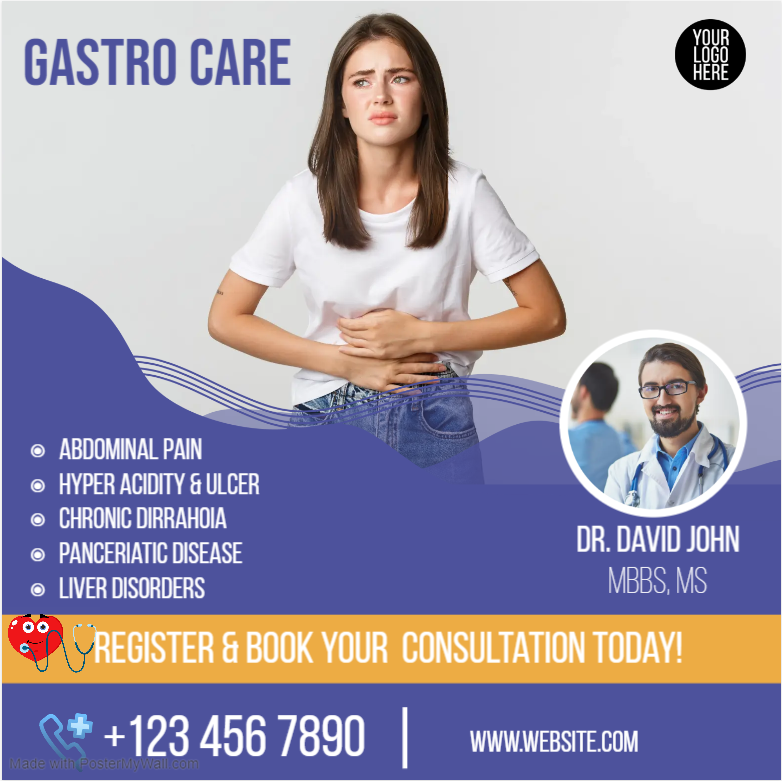 GASTRO CARE
YOUR
LOGO
HERE
ABDOMINAL PAIN
HYPER ACIDITY & ULCER
CHRONIC DIRRAHOIA
PANCERIATIC DISEASE
LIVER DISORDERS
DR. DAVID JOHN
MBBS, MS
REGISTER & BOOK YOUR CONSULTATION TODAY!
+123 456 7890
WWW.WEBSITE.COM
Made with PosterMyWall.com